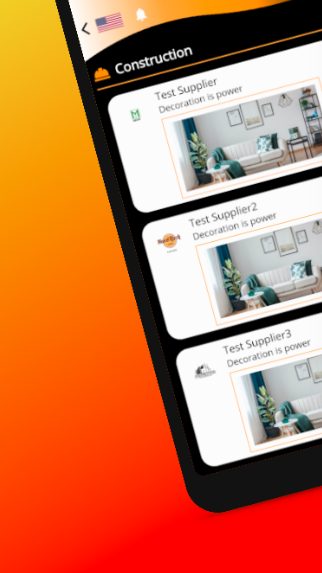 Construction
Test Supplier
Decoration is power
Test Supplier2
Decoration is power
Test Supplier3
Decoration is power